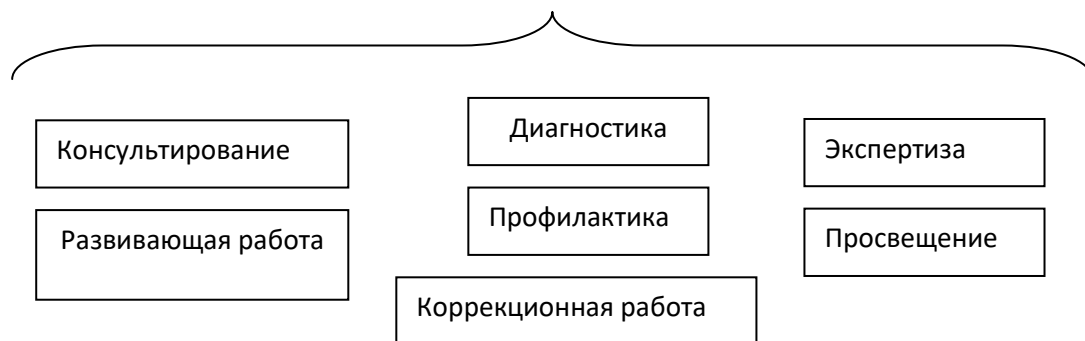 Консультирование
Диагностика
Экспертиза
Развивающая работа
Профилактика
Просвещение
Коррекционная работа